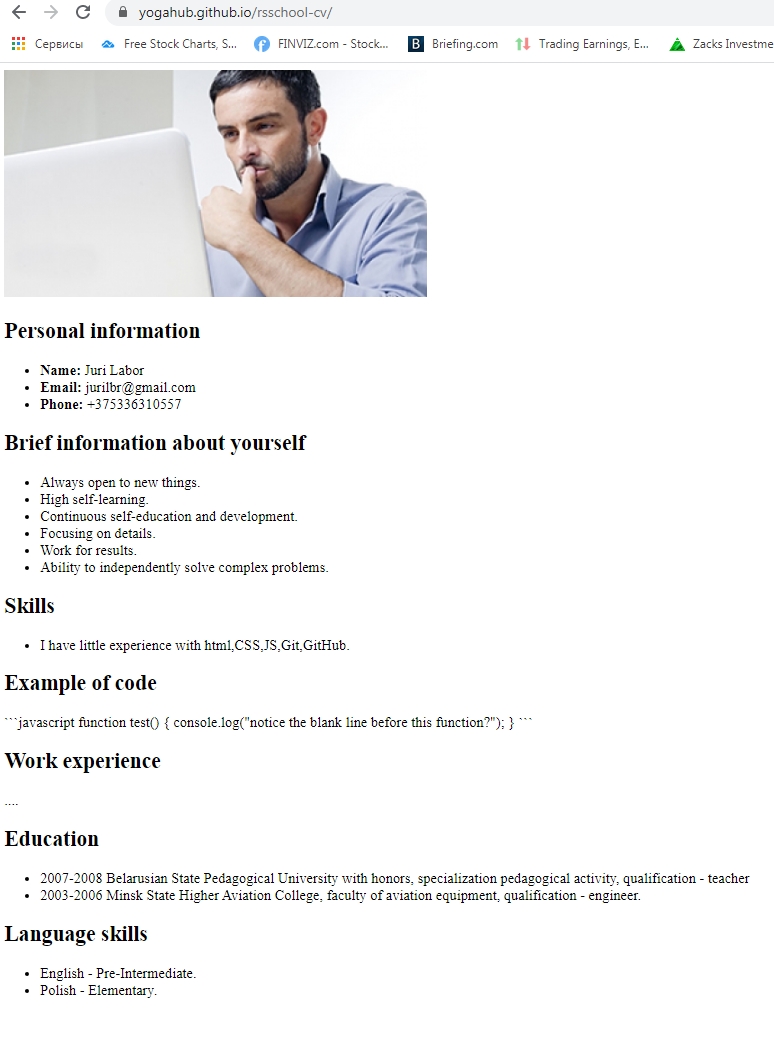 yogahub.github.io/rsschool-cv/
Сервисы Free Stock Charts, S... FINVIZ.com - Stock... B Briefing.com Trading Earnings, E... Zacks Investme
Personal information
• Name: Juri Labor
• Email: jurilbr@gmail.com
• Phone: +375336310557
Brief information about yourself
• Always open to new things.
• High self-learning.
• Continuous self-education and development.
• Focusing on details.
• Work for results.
• Ability to independently solve complex problems.
Skills
• I have little experience with html,CSS,JS,Git,GitHub.
Example of code
```javascript function test() { console.log("notice the blank line before this function?"); } ```
Work experience
....
Education
• 2007-2008 Belarusian State Pedagogical University with honors, specialization pedagogical activity, qualification - teacher
• 2003-2006 Minsk State Higher Aviation College, faculty of aviation equipment, qualification - engineer.
Language skills
• English - Pre-Intermediate.
• Polish - Elementary.